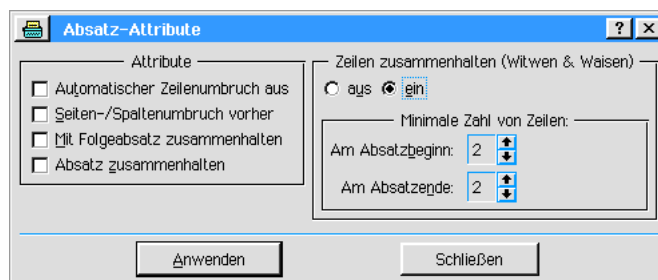 Absatz-Attribute
Attribute
Automatischer Zeilenumbruch aus
Seiten-/Spaltenumbruch vorher
Mit Folgeabsatz zusammenhalten
Absatz zusammenhalten
Zeilen zusammenhalten (Witwen & Waisen)
aus ein
Minimale Zahl von Zeilen:
Am Absatzbeginn: 2
Am Absatzende: 2
Anwenden
Schließen